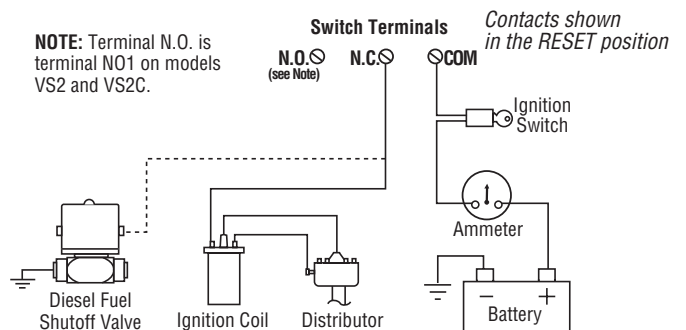 NOTE: Terminal N.O. is
terminal NO1 on models
VS2 and VS2C.
Switch Terminals
Contacts shown
in the RESET position
N.O.
(see Note)
N.C.
COM
Ignition
Switch
Ammeter
Diesel Fuel
Shutoff Valve
Ignition Coil
Distributor
– +
Battery